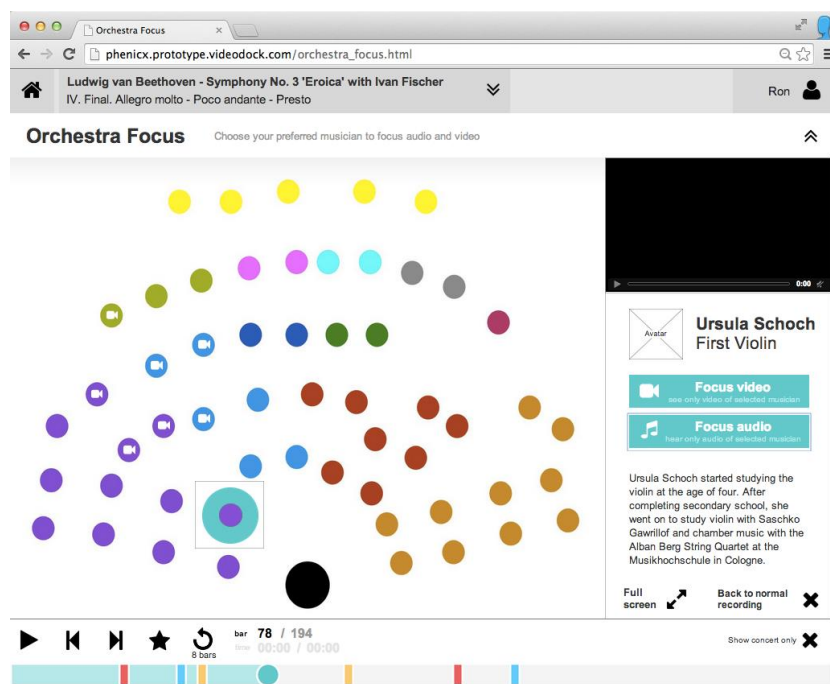 Orchestra Focus
phenicx.prototype.videodock.com/orchestra_focus.html
Ludwig van Beethoven - Symphony No. 3 'Eroica' with Ivan Fischer
IV. Final. Allegro molto - Poco andante - Presto
Ron
Orchestra Focus
Choose your preferred musician to focus audio and video
0:00
Avatar
Ursula Schoch
First Violin
Focus video
see only video of selected musician
Focus audio
hear only audio of selected musician
Ursula Schoch started studying the
violin at the age of four. After
completing secondary school, she
went on to study violin with Saschko
Gawrillof and chamber music with the
Alban Berg String Quartet at the
Musikhochschule in Cologne.
Full
screen
Back to normal
recording
8 bars
bar 78 / 194
time 00:00 / 00:00
Show concert only